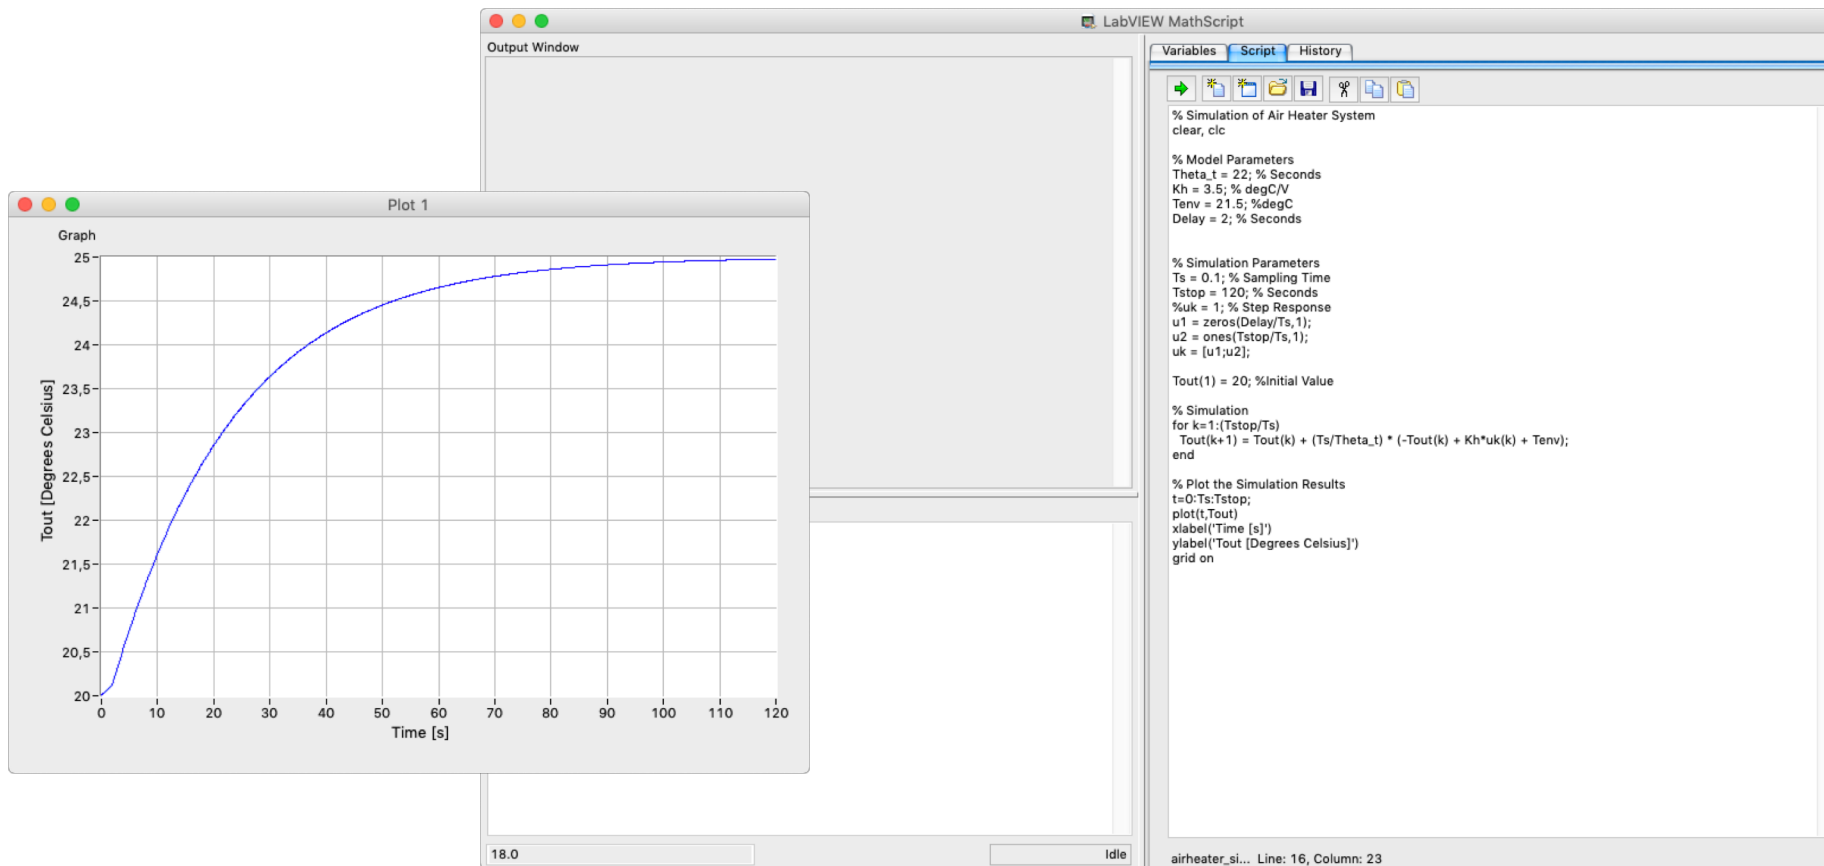 LabVIEW MathScript
Output Window
Variables
Script
History
% Simulation of Air Heater System
clear, clc
% Model Parameters
Theta_t = 22; % Seconds
Kh = 3.5; % degC/V
Tenv = 21.5; %degC
Delay = 2; % Seconds
% Simulation Parameters
Ts = 0.1; % Sampling Time
Tstop = 120; % Seconds
%uk = 1; % Step Response
u1 = zeros(Delay/Ts,1);
u2 = ones(Tstop/Ts,1);
uk = [u1;u2];
Tout(1) = 20; %Initial Value
% Simulation
for k=1:(Tstop/Ts)
Tout(k+1) = Tout(k) + (Ts/Theta_t) * (-Tout(k) + Kh*uk(k) + Tenv);
end
% Plot the Simulation Results
t=0:Ts:Tstop;
plot(t,Tout)
xlabel('Time [s]')
ylabel('Tout [Degrees Celsius]')
grid on
Plot 1
Graph
25
24,5
24
23,5
23
22,5
22
21,5
21
20,5
20
Tout [Degrees Celsius]
0 10 20 30 40 50 60 70 80 90 100 110 120
Time [s]
18.0
Idle
airheater_si... Line: 16, Column: 23